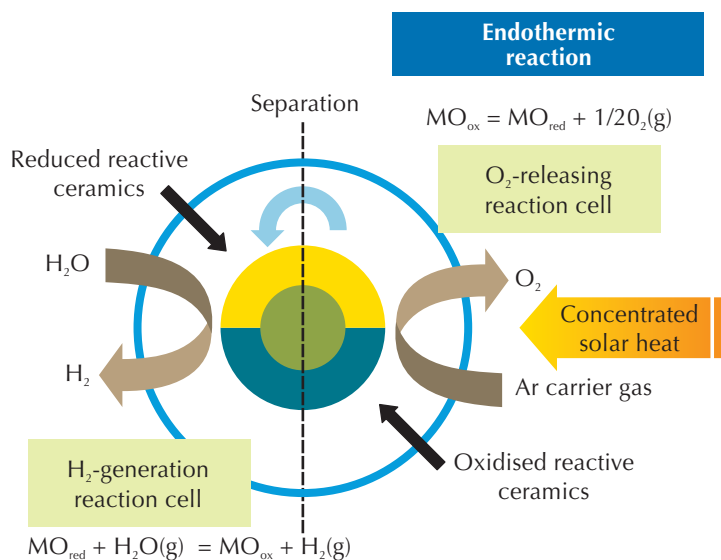 Endothermic
reaction
Separation
MOox = MOred + 1/20₂(g)
Reduced reactive
ceramics
O₂-releasing
reaction cell
H₂O
O₂
Concentrated
solar heat
H₂
Ar carrier gas
H₂-generation
reaction cell
Oxidised reactive
ceramics
MOred + H₂O(g) = MOox + H₂(g)